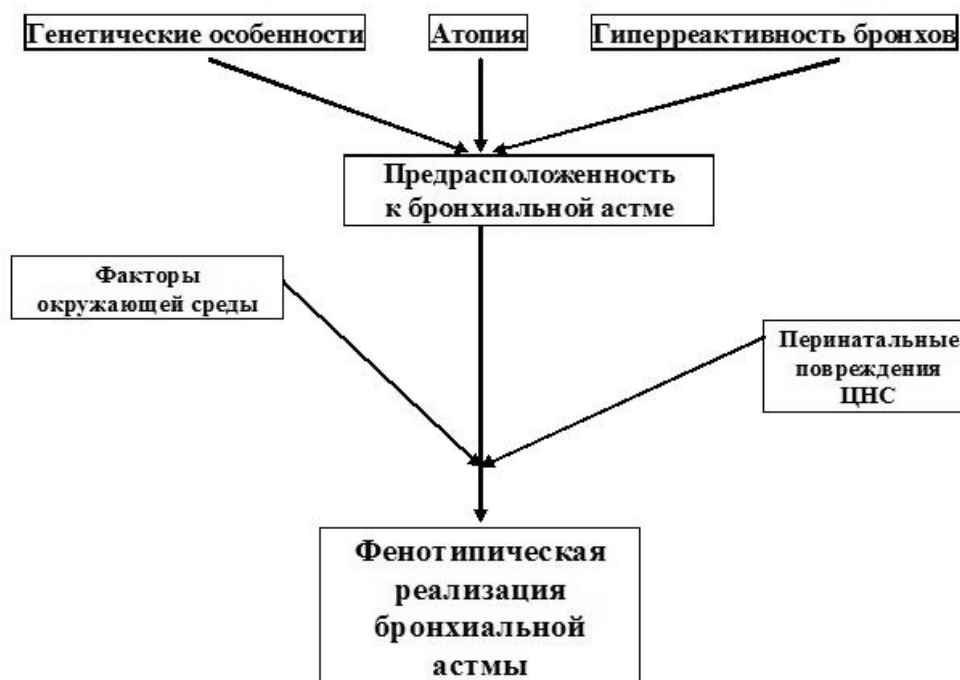 Генетические особенности
Атопия
Гиперреактивность бронхов
Предрасположенность
к бронхиальной астме
Факторы
окружающей среды
Перинатальные
повреждения
ЦНС
Фенотипическая
реализация
бронхиальной
астмы